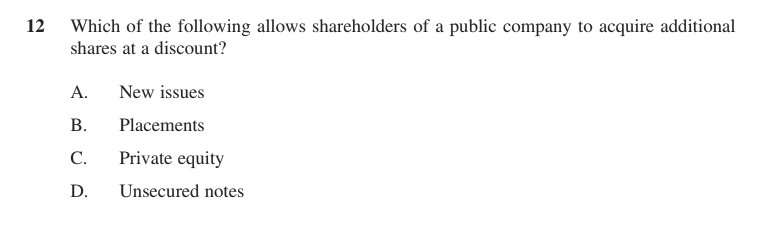 12 Which of the following allows shareholders of a public company to acquire additional
shares at a discount?
A. New issues
B. Placements
C. Private equity
D. Unsecured notes